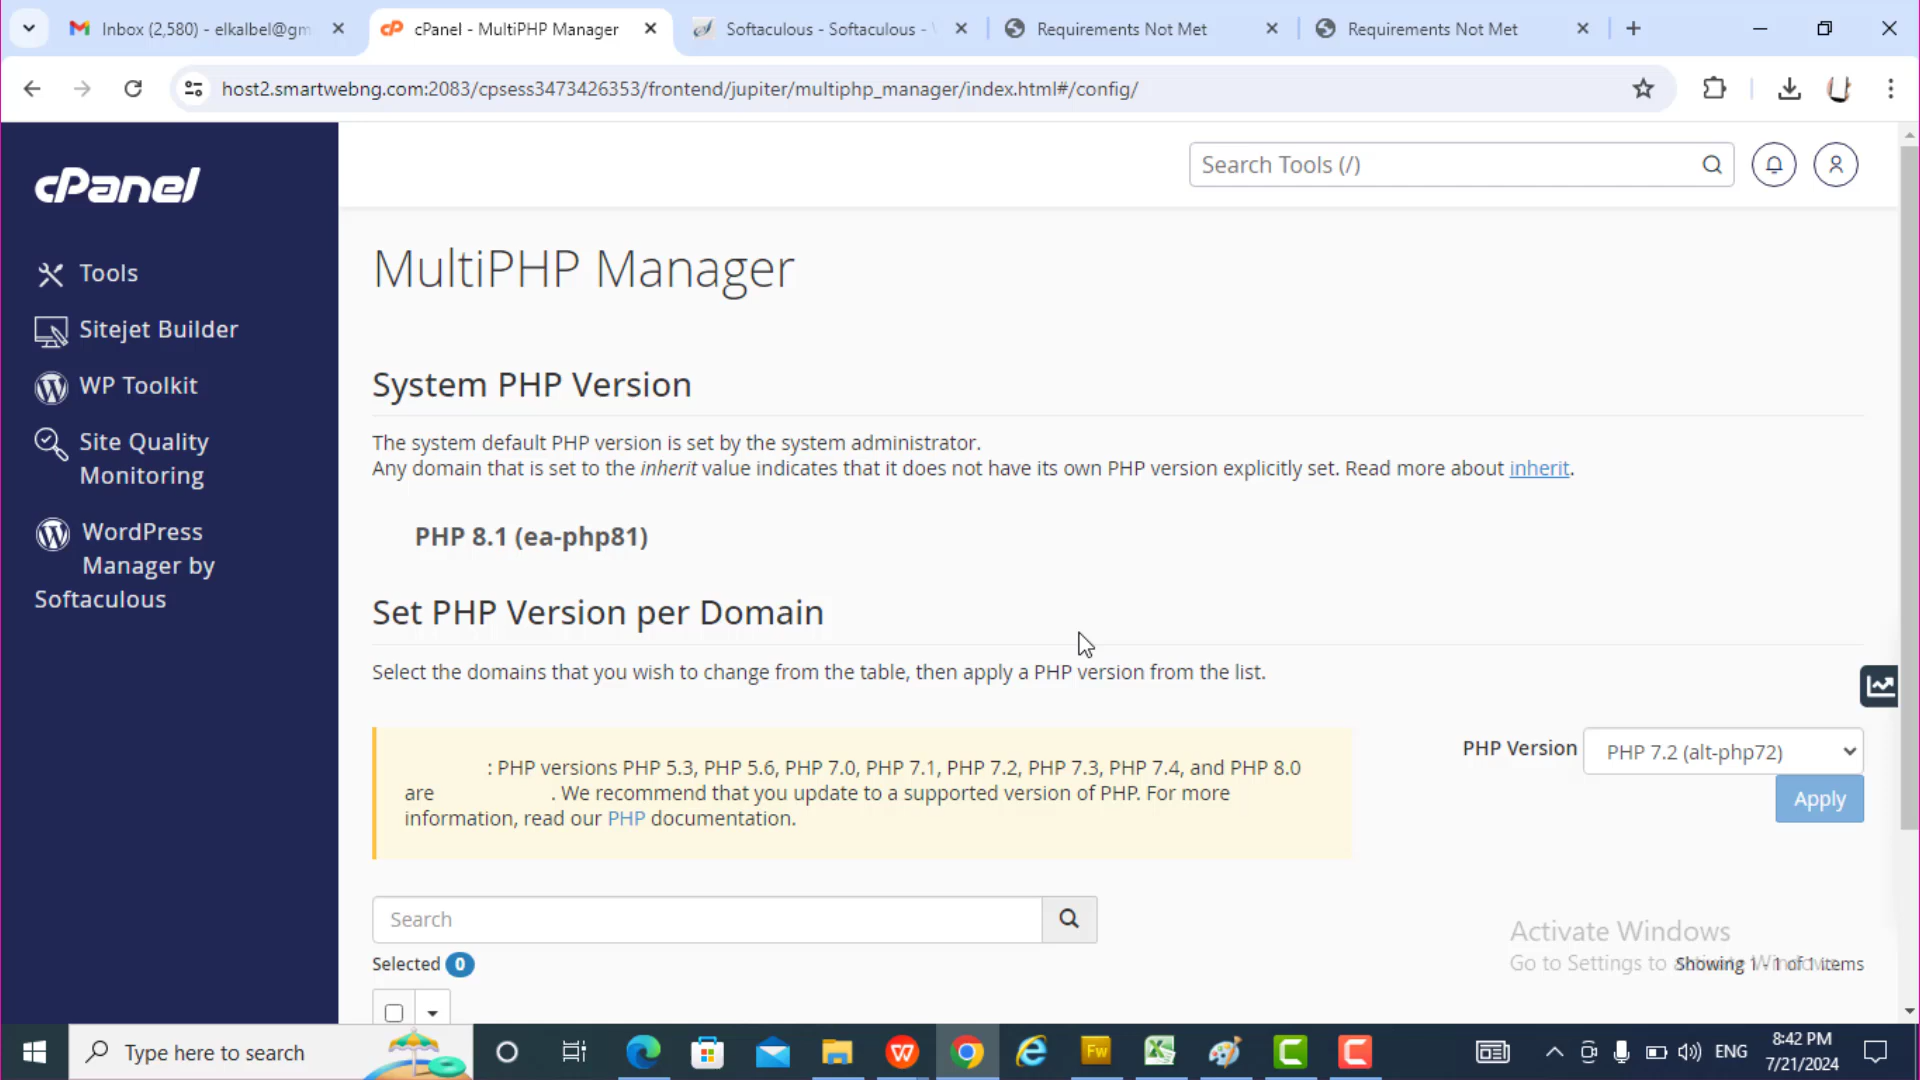 Inbox (2,580) - elkalbel@gm
cPanel - MultiPHP Manager
Softaculous - Softaculous -
Requirements Not Met
Requirements Not Met
host2.smartwebng.com:2083/cpsess3473426353/frontend/jupiter/multiphp_manager/index.html#/config/
cPanel
Search Tools (/)
Tools
Sitejet Builder
WP Toolkit
Site Quality
Monitoring
WordPress
Manager by
Softaculous
MultiPHP Manager
System PHP Version
The system default PHP version is set by the system administrator.
Any domain that is set to the inherit value indicates that it does not have its own PHP version explicitly set. Read more about inherit.
PHP 8.1 (ea-php81)
Set PHP Version per Domain
Select the domains that you wish to change from the table, then apply a PHP version from the list.
: PHP versions PHP 5.3, PHP 5.6, PHP 7.0, PHP 7.1, PHP 7.2, PHP 7.3, PHP 7.4, and PHP 8.0
are . We recommend that you update to a supported version of PHP. For more
information, read our PHP documentation.
PHP Version
PHP 7.2 (alt-php72)
Apply
Search
Selected 0
Activate Windows
Go to Settings to activate Windows.
Showing 1 - 1 of 1 items
Type here to search
Fw
ENG
8:42 PM
7/21/2024